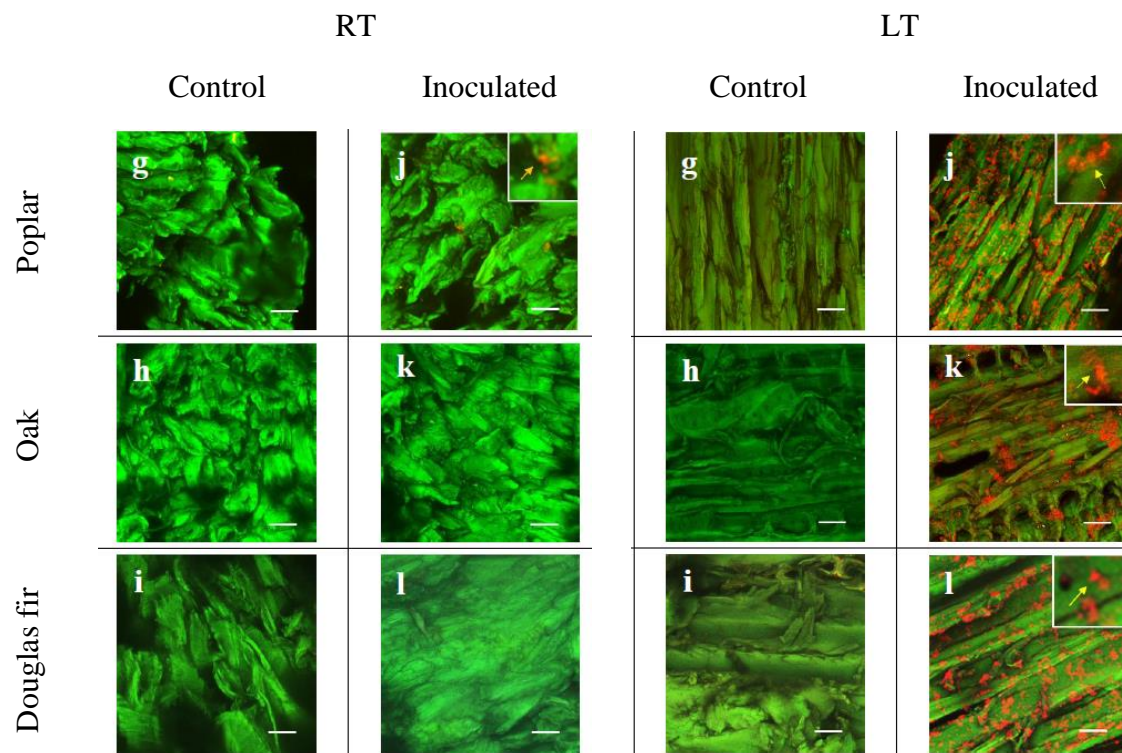 RT LT
Control Inoculated Control Inoculated
Poplar g j g j
Oak h k h k
Douglas fir i l i l